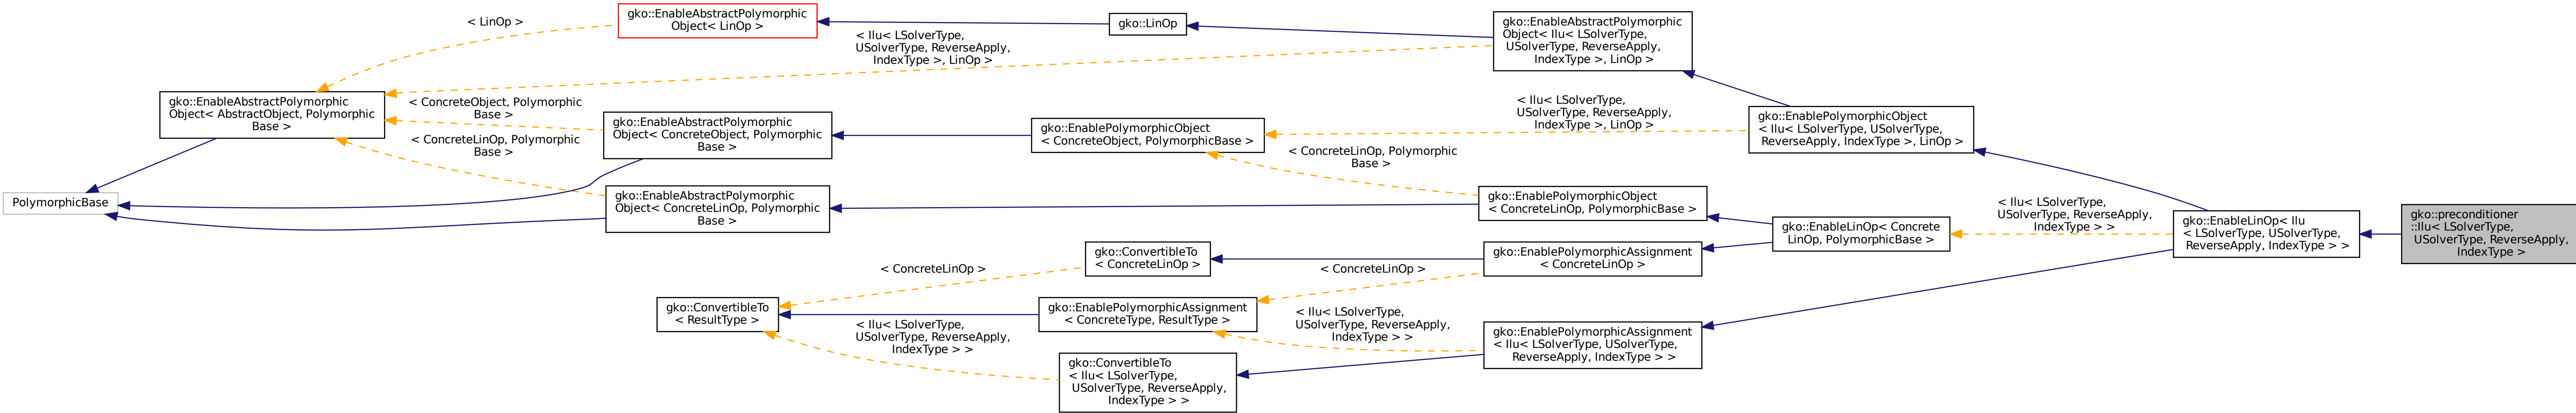 PolymorphicBase
gko::EnableAbstractPolymorphic
Object< AbstractObject, Polymorphic
Base >
< LinOp >
gko::EnableAbstractPolymorphic
Object< LinOp >
gko::LinOp
< Ilu< LSolverType,
USolverType, ReverseApply,
IndexType >, LinOp >
gko::EnableAbstractPolymorphic
Object< Ilu< LSolverType,
USolverType, ReverseApply,
IndexType >, LinOp >
< ConcreteObject, Polymorphic
Base >
gko::EnableAbstractPolymorphic
Object< ConcreteObject, Polymorphic
Base >
gko::EnablePolymorphicObject
< ConcreteObject, PolymorphicBase >
< Ilu< LSolverType,
USolverType, ReverseApply,
IndexType >, LinOp >
gko::EnablePolymorphicObject
< Ilu< LSolverType, USolverType,
ReverseApply, IndexType >, LinOp >
< ConcreteLinOp, Polymorphic
Base >
gko::EnableAbstractPolymorphic
Object< ConcreteLinOp, Polymorphic
Base >
< ConcreteLinOp, Polymorphic
Base >
gko::EnablePolymorphicObject
< ConcreteLinOp, PolymorphicBase >
gko::EnableLinOp< Concrete
LinOp, PolymorphicBase >
< Ilu< LSolverType,
USolverType, ReverseApply,
IndexType > >
gko::EnableLinOp< Ilu
< LSolverType, USolverType,
ReverseApply, IndexType > >
gko::preconditioner
::Ilu< LSolverType,
USolverType, ReverseApply,
IndexType >
gko::ConvertibleTo
< ResultType >
< ConcreteLinOp >
gko::ConvertibleTo
< ConcreteLinOp >
< ConcreteLinOp >
gko::EnablePolymorphicAssignment
< ConcreteLinOp >
gko::EnablePolymorphicAssignment
< ConcreteType, ResultType >
< Ilu< LSolverType,
USolverType, ReverseApply,
IndexType > >
< Ilu< LSolverType,
USolverType, ReverseApply,
IndexType > >
gko::EnablePolymorphicAssignment
< Ilu< LSolverType, USolverType,
ReverseApply, IndexType > >
gko::ConvertibleTo
< Ilu< LSolverType,
USolverType, ReverseApply,
IndexType > >